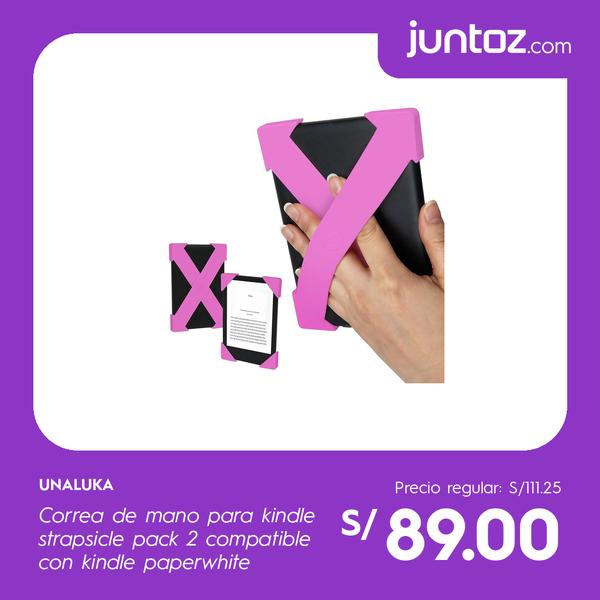 juntoz.com
UNALUKA
Correa de mano para kindle
strapsicle pack 2 compatible
con kindle paperwhite
Precio regular: S/111.25
S/89.00